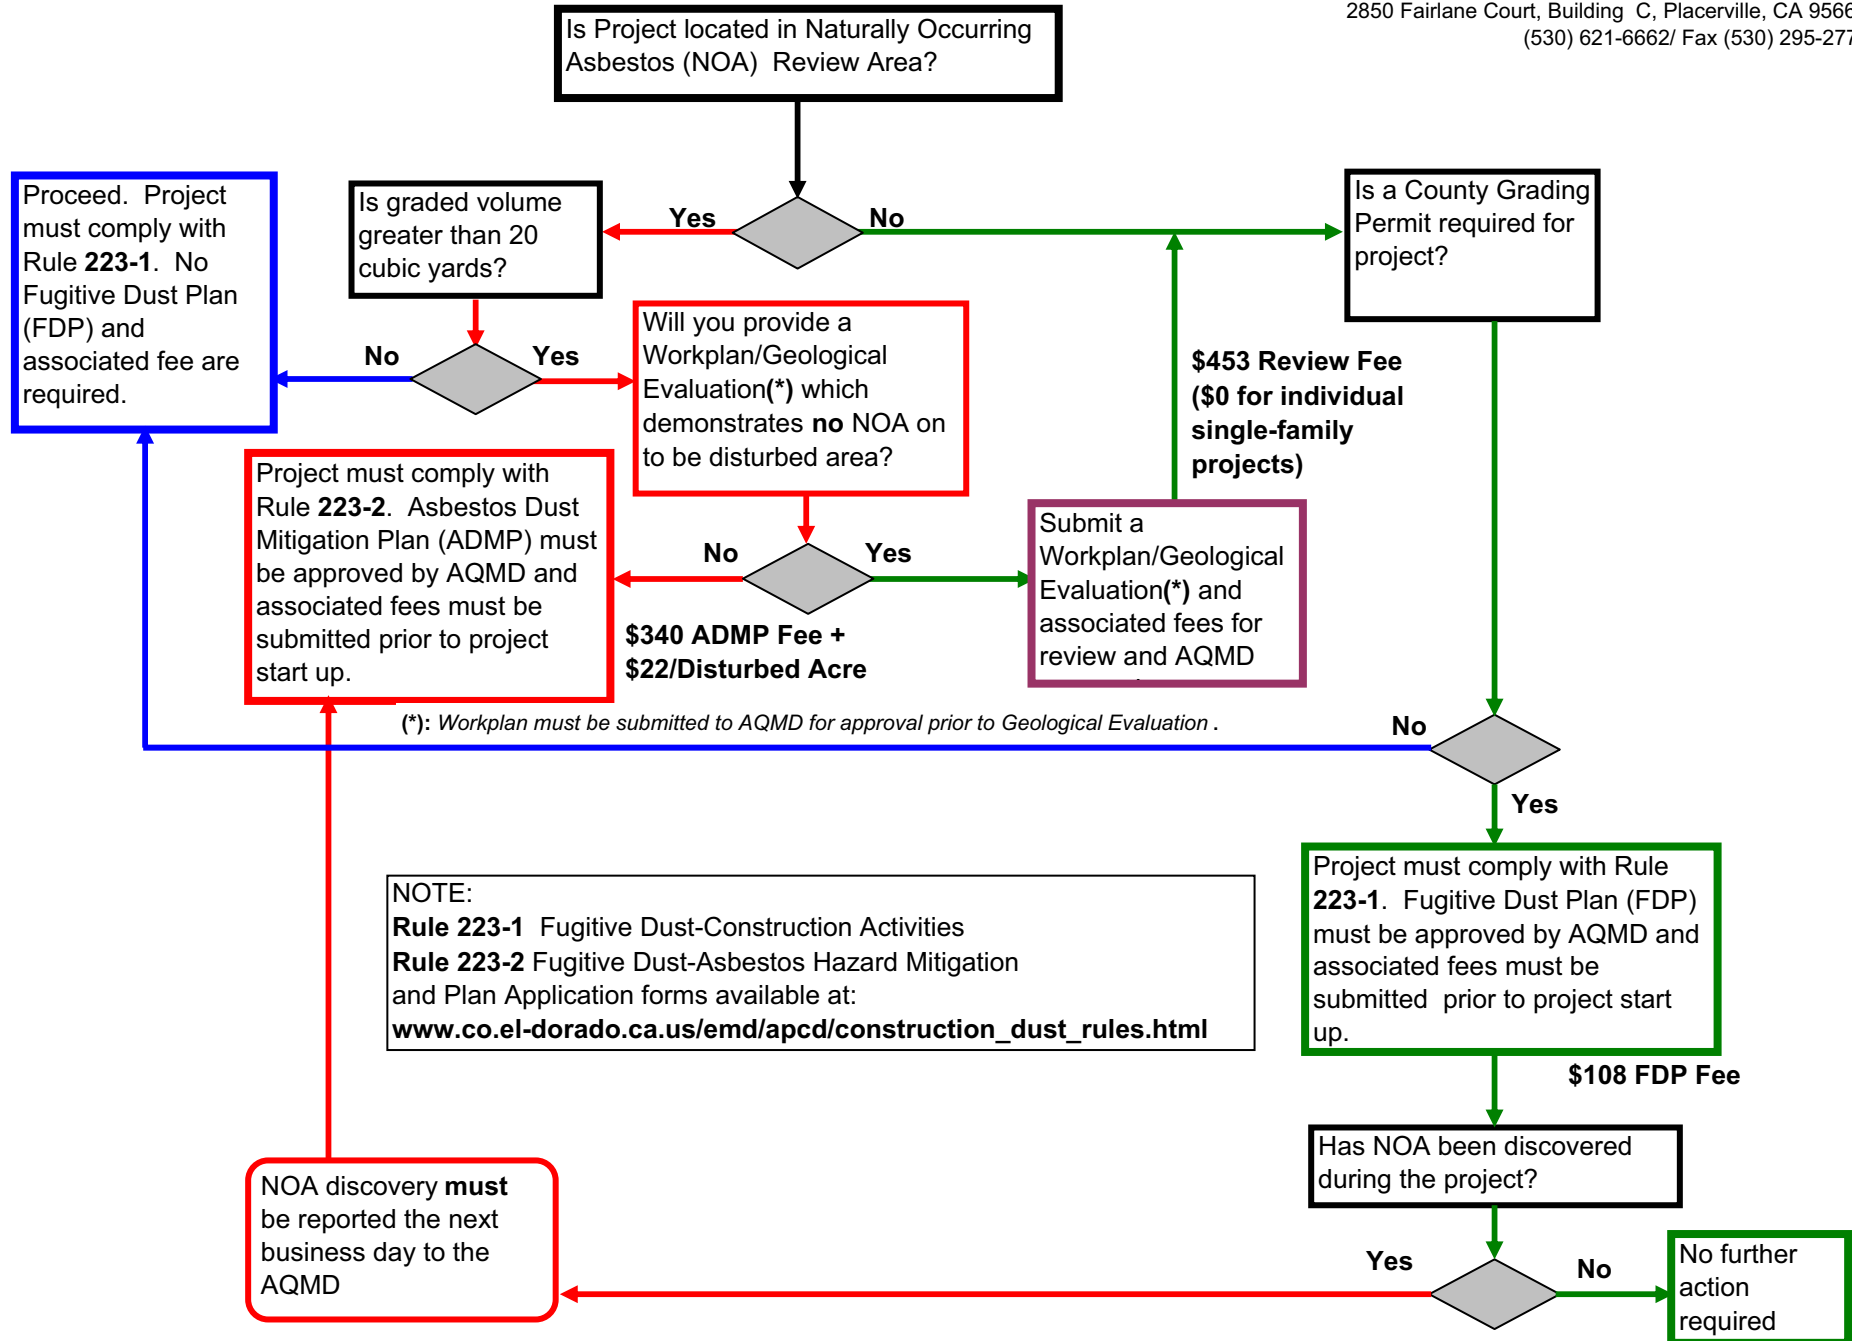 2850 Fairlane Court, Building C, Placerville, CA 9566
(530) 621-6662/ Fax (530) 295-277
Is Project located in Naturally Occurring
Asbestos (NOA) Review Area?
Proceed. Project
must comply with
Rule 223-1. No
Fugitive Dust Plan
(FDP) and
associated fee are
required.
Is graded volume
greater than 20
cubic yards?
Yes
No
Is a County Grading
Permit required for
project?
No
Yes
Will you provide a
Workplan/Geological
Evaluation(*) which
demonstrates no NOA on
to be disturbed area?
$453 Review Fee
($0 for individual
single-family
projects)
Project must comply with
Rule 223-2. Asbestos Dust
Mitigation Plan (ADMP) must
be approved by AQMD and
associated fees must be
submitted prior to project
start up.
No
Yes
$340 ADMP Fee +
$22/Disturbed Acre
Submit a
Workplan/Geological
Evaluation(*) and
associated fees for
review and AQMD
(*): Workplan must be submitted to AQMD for approval prior to Geological Evaluation .
No
Yes
NOTE:
Rule 223-1 Fugitive Dust-Construction Activities
Rule 223-2 Fugitive Dust-Asbestos Hazard Mitigation
and Plan Application forms available at:
www.co.el-dorado.ca.us/emd/apcd/construction_dust_rules.html
Project must comply with Rule
223-1. Fugitive Dust Plan (FDP)
must be approved by AQMD and
associated fees must be
submitted prior to project start
up.
$108 FDP Fee
Has NOA been discovered
during the project?
NOA discovery must
be reported the next
business day to the
AQMD
Yes
No
No further
action
required